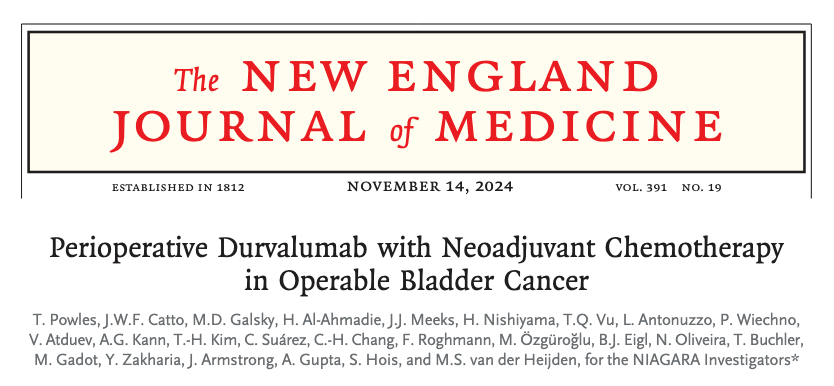 The NEW ENGLAND
JOURNAL of MEDICINE
ESTABLISHED IN 1812 NOVEMBER 14, 2024 VOL. 391 NO. 19
Perioperative Durvalumab with Neoadjuvant Chemotherapy
in Operable Bladder Cancer
T. Powles, J.W.F. Catto, M.D. Galsky, H. Al-Ahmadie, J.J. Meeks, H. Nishiyama, T.Q. Vu, L. Antonuzzo, P. Wiechno,
V. Atduev, A.G. Kann, T.-H. Kim, C. Suárez, C.-H. Chang, F. Roghmann, M. Özgüroğlu, B.J. Eigl, N. Oliveira, T. Buchler,
M. Gadot, Y. Zakharia, J. Armstrong, A. Gupta, S. Hois, and M.S. van der Heijden, for the NIAGARA Investigators*